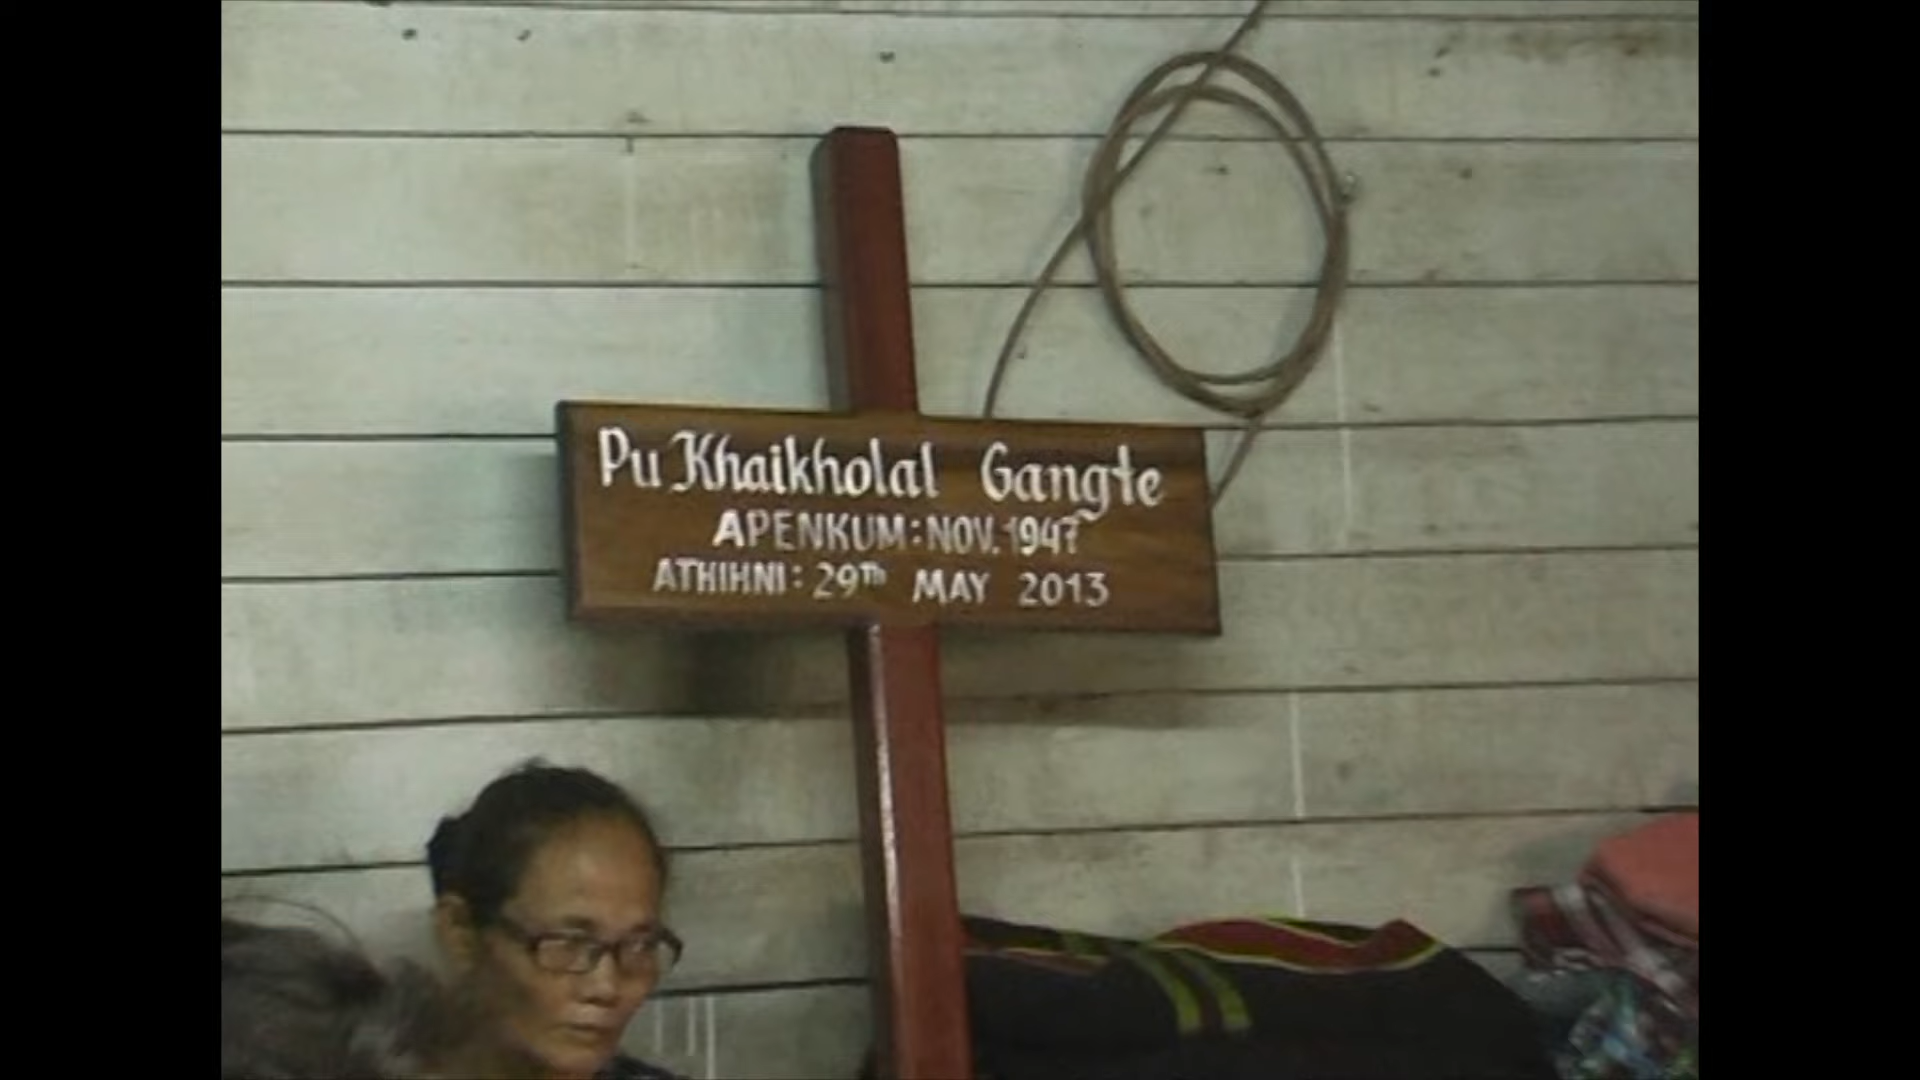 Pu Khaikholal Gangte
APENKUM: NOV. 1947
ATHIHNI: 29Th MAY 2013